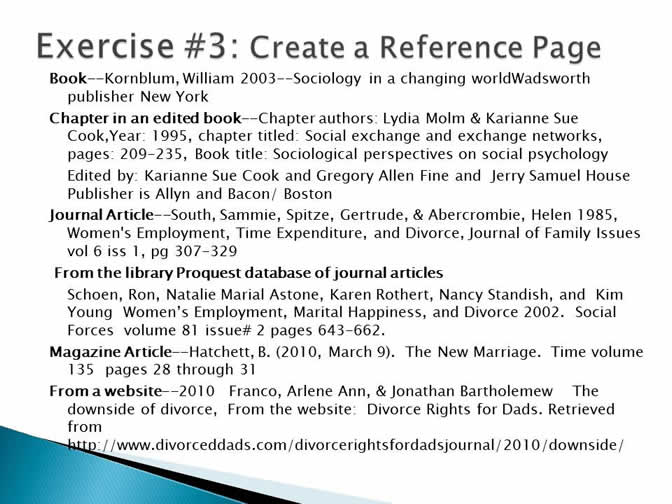 Exercise #3: Create a Reference Page
Book--Kornblum, William 2003--Sociology in a changing worldWadsworth
publisher New York
Chapter in an edited book--Chapter authors: Lydia Molm & Karianne Sue
Cook,Year: 1995, chapter titled: Social exchange and exchange networks,
pages: 209-235, Book title: Sociological perspectives on social psychology
Edited by: Karianne Sue Cook and Gregory Allen Fine and Jerry Samuel House
Publisher is Allyn and Bacon/ Boston
Journal Article--South, Sammie, Spitze, Gertrude, & Abercrombie, Helen 1985,
Women's Employment, Time Expenditure, and Divorce, Journal of Family Issues
vol 6 iss 1, pg 307-329
From the library Proquest database of journal articles
Schoen, Ron, Natalie Marial Astone, Karen Rothert, Nancy Standish, and Kim
Young Women’s Employment, Marital Happiness, and Divorce 2002. Social
Forces volume 81 issue# 2 pages 643-662.
Magazine Article--Hatchett, B. (2010, March 9). The New Marriage. Time volume
135 pages 28 through 31
From a website--2010 Franco, Arlene Ann, & Jonathan Bartholemew The
downside of divorce, From the website: Divorce Rights for Dads. Retrieved
from
http://www.divorceddads.com/divorcerightsfordadsjournal/2010/downside/